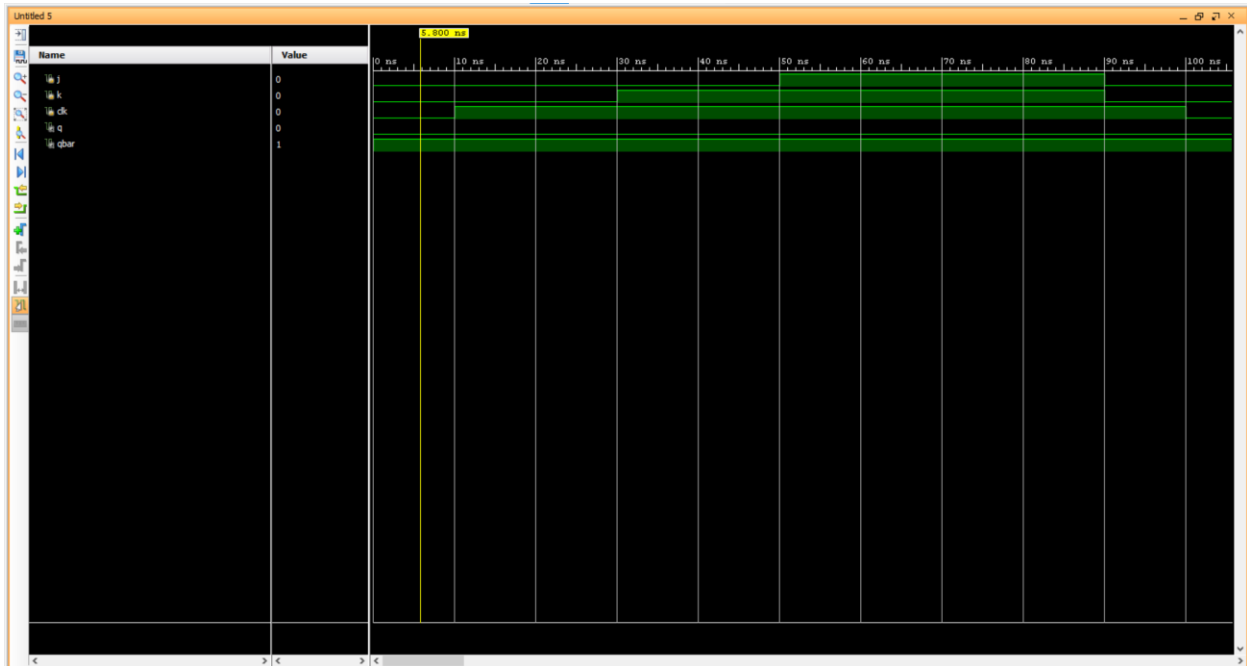 Untitled 5
5.800 ns
Name Value
0 ns 10 ns 20 ns 30 ns 40 ns 50 ns 60 ns 70 ns 80 ns 90 ns 100 ns
j 0
k 0
clk 0
q 0
qbar 1